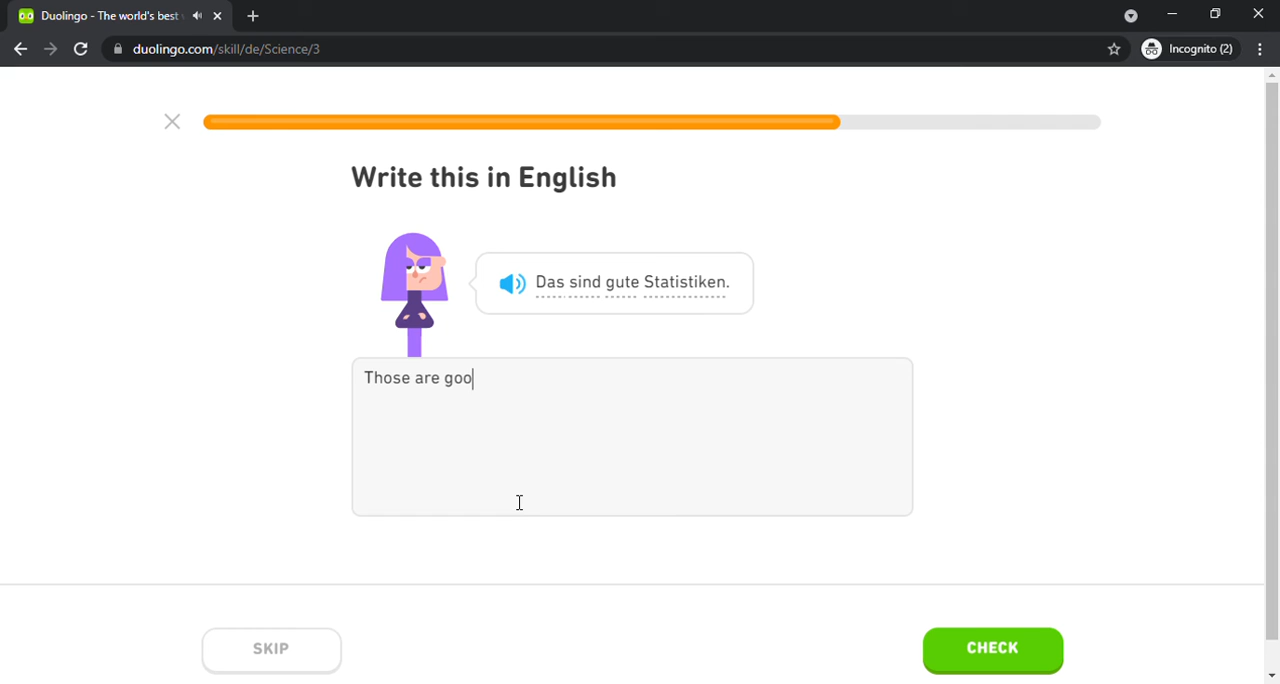 Duolingo - The world's best
duolingo.com/skill/de/Science/3
Incognito (2)
Write this in English
Das sind gute Statistiken.
Those are goo
SKIP
CHECK